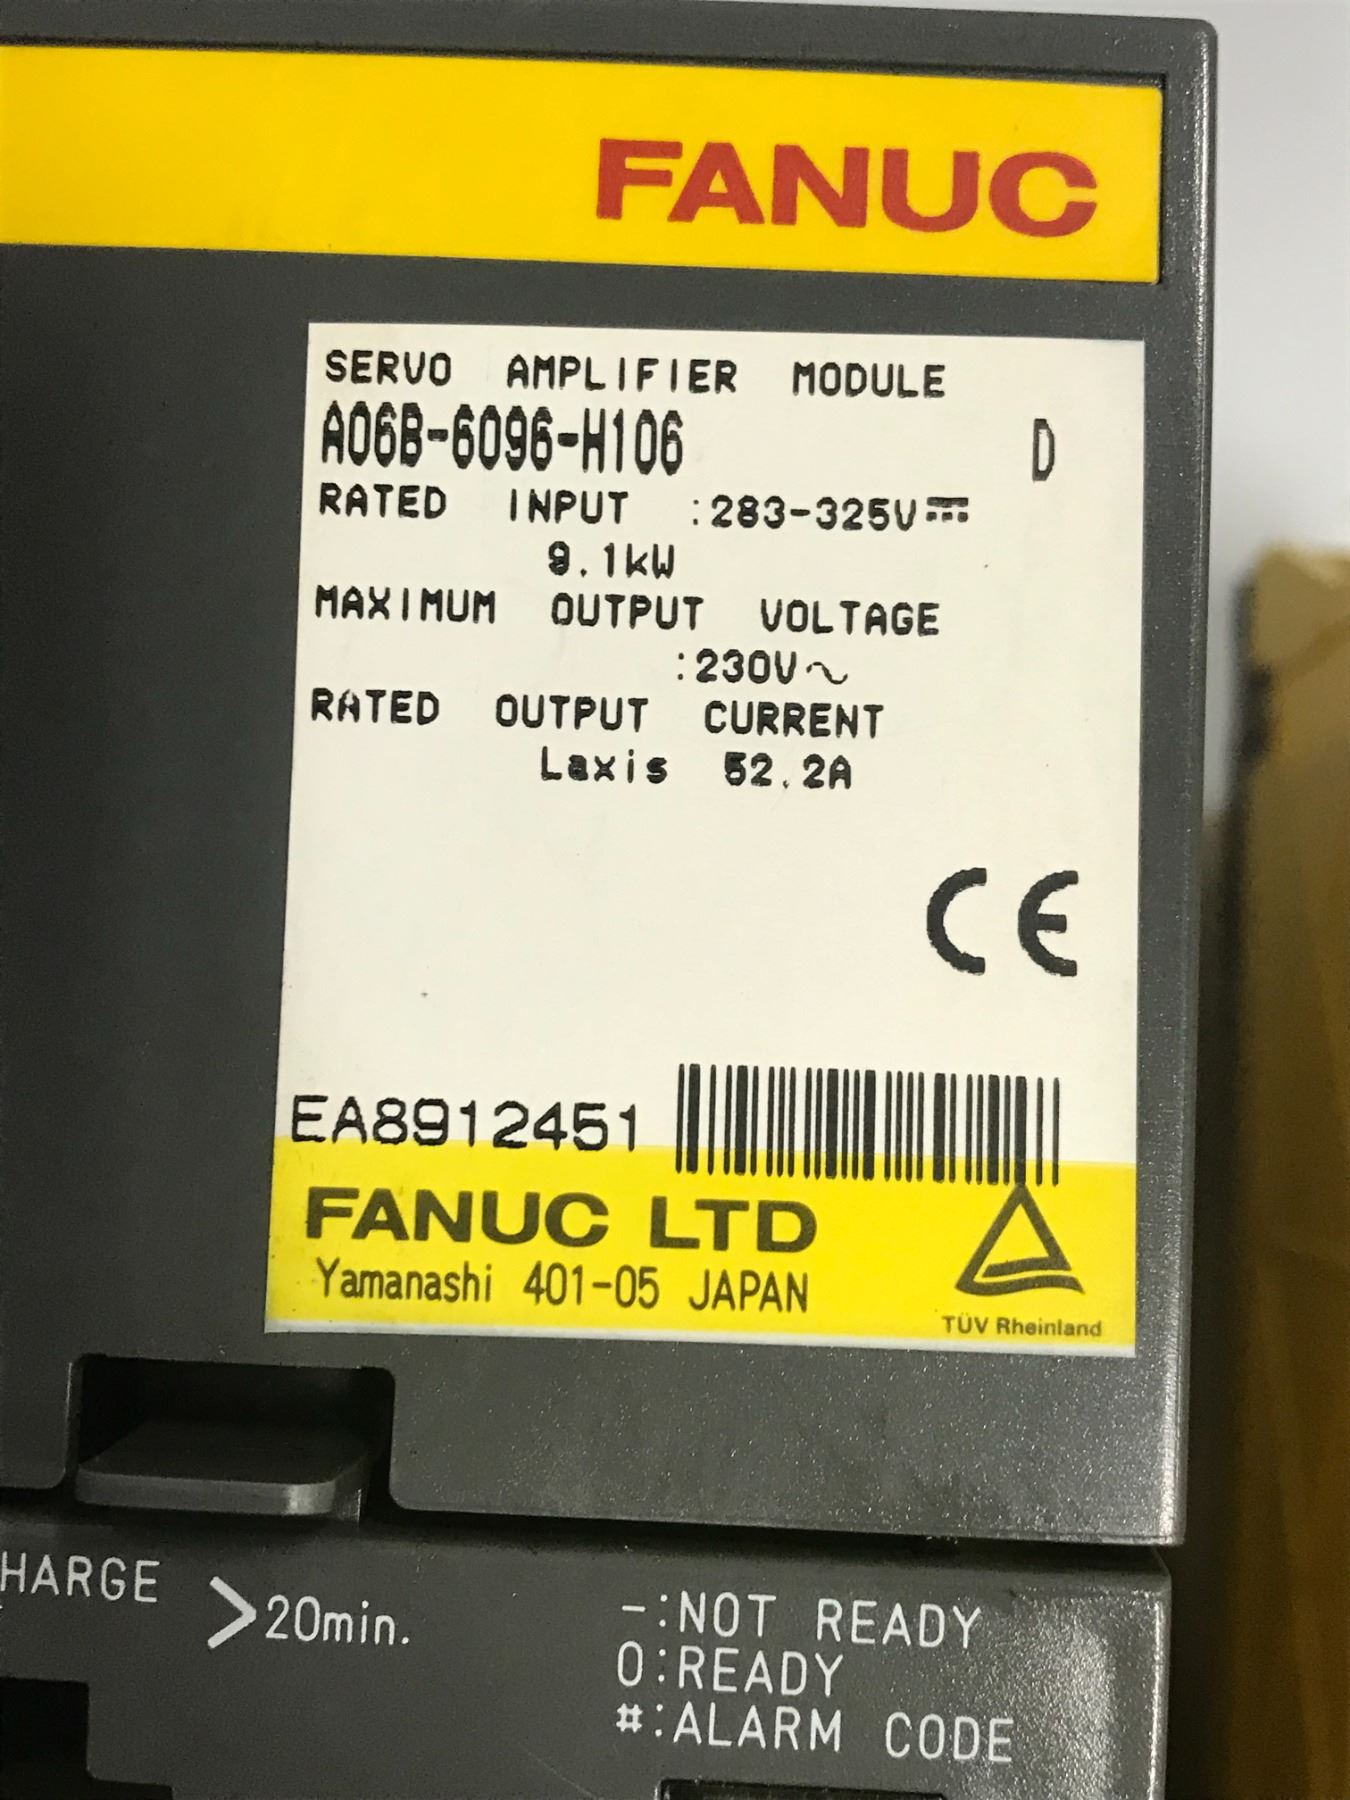 FANUC
SERVO AMPLIFIER MODULE
A06B-6096-H106 D
RATED INPUT :283-325V⎓
9.1kW
MAXIMUM OUTPUT VOLTAGE
:230V~
RATED OUTPUT CURRENT
Laxis 52.2A
CE
EA8912451
FANUC LTD
Yamanashi 401-05 JAPAN
TÜV Rheinland
HARGE >20min.
-:NOT READY
0:READY
#:ALARM CODE